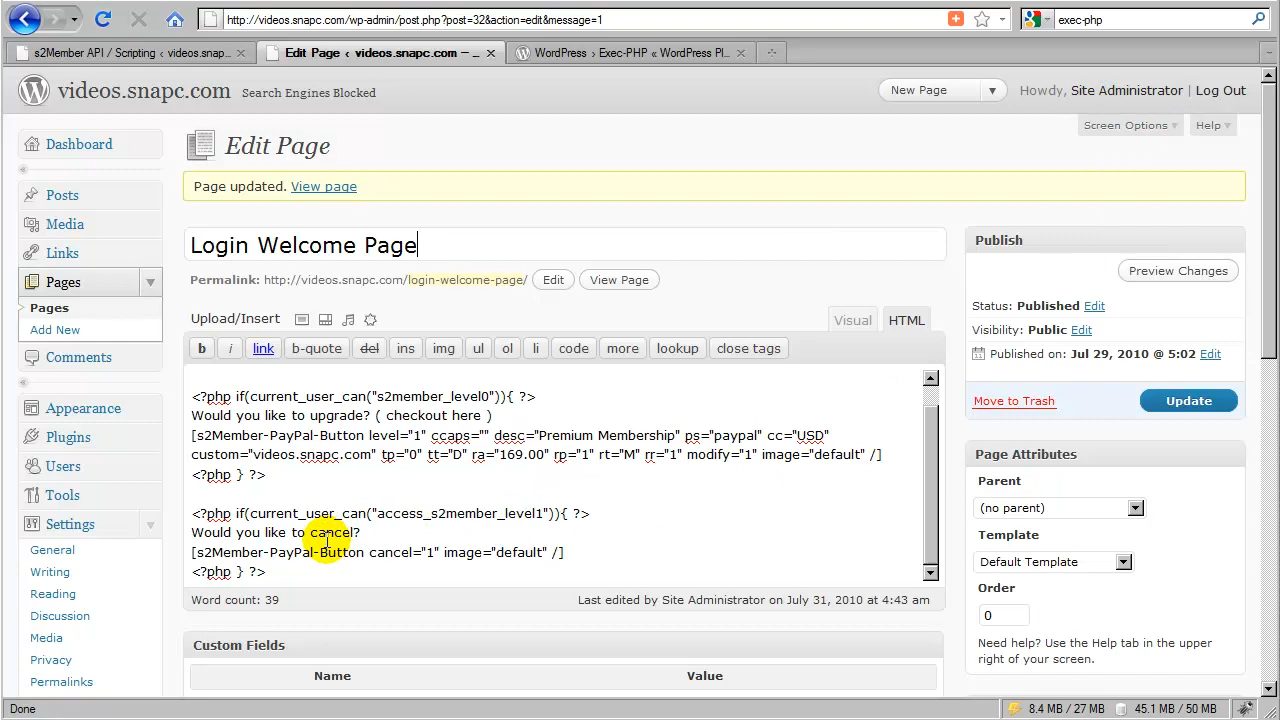 http://videos.snapc.com/wp-admin/post.php?post=32&action=edit&message=1
exec-php
s2Member API / Scripting ‹ videos.snap...
Edit Page ‹ videos.snapc.com — ...
WordPress › Exec-PHP « WordPress Pl...
videos.snapc.com
Search Engines Blocked
New Page
Howdy, Site Administrator | Log Out
Screen Options
Help
Dashboard
Posts
Media
Links
Pages
Pages
Add New
Comments
Appearance
Plugins
Users
Tools
Settings
General
Writing
Reading
Discussion
Media
Privacy
Permalinks
Edit Page
Page updated. View page
Login Welcome Page
Permalink: http://videos.snapc.com/login-welcome-page/
Edit
View Page
Upload/Insert
Visual
HTML
b
i
link
b-quote
del
ins
img
ul
ol
li
code
more
lookup
close tags
<?php if(current_user_can("s2member_level0")){ ?>
Would you like to upgrade? ( checkout here )
[s2Member-PayPal-Button level="1" ccaps="" desc="Premium Membership" ps="paypal" cc="USD"
custom="videos.snapc.com" tp="0" tt="D" ra="169.00" rp="1" rt="M" rr="1" modify="1" image="default" /]
<?php } ?>
<?php if(current_user_can("access_s2member_level1")){ ?>
Would you like to cancel?
[s2Member-PayPal-Button cancel="1" image="default" /]
<?php } ?>
Word count: 39
Last edited by Site Administrator on July 31, 2010 at 4:43 am
Custom Fields
Name
Value
Publish
Preview Changes
Status: Published Edit
Visibility: Public Edit
Published on: Jul 29, 2010 @ 5:02 Edit
Move to Trash
Update
Page Attributes
Parent
(no parent)
Template
Default Template
Order
0
Need help? Use the Help tab in the upper
right of your screen.
Done
8.4 MB / 27 MB
45.1 MB / 50 MB